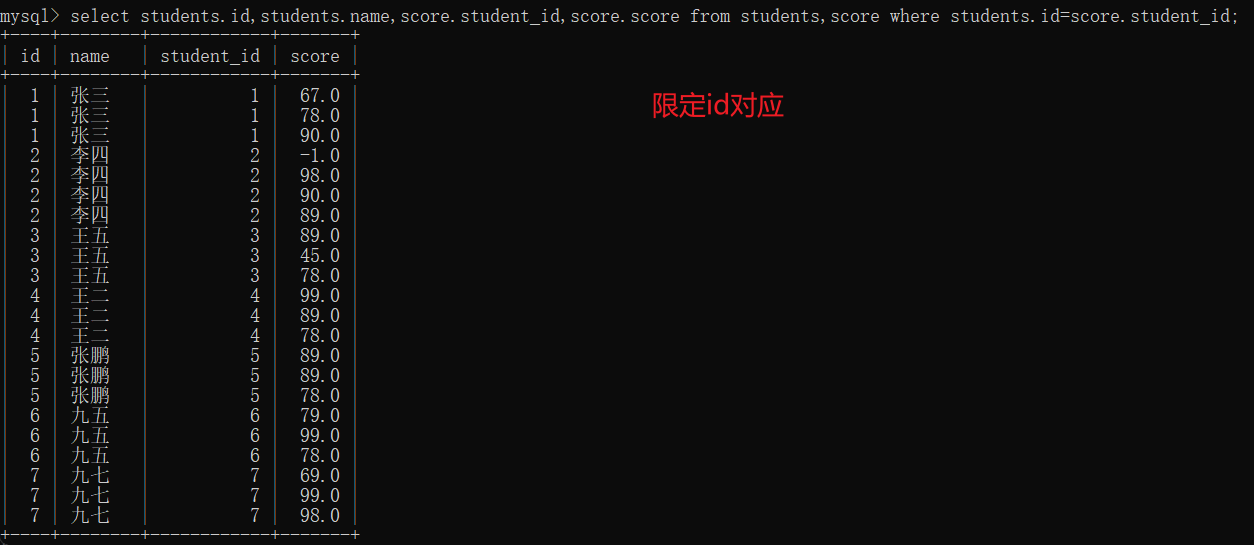 mysql> select students.id,students.name,score.student_id,score.score from students,score where students.id=score.student_id;
+----+--------+------------+-------+
| id | name   | student_id | score |
+----+--------+------------+-------+
|  1 | 张三   |          1 |  67.0 |
|  1 | 张三   |          1 |  78.0 |
|  1 | 张三   |          1 |  90.0 |
|  2 | 李四   |          2 |  -1.0 |
|  2 | 李四   |          2 |  98.0 |
|  2 | 李四   |          2 |  90.0 |
|  2 | 李四   |          2 |  89.0 |
|  3 | 王五   |          3 |  89.0 |
|  3 | 王五   |          3 |  45.0 |
|  3 | 王五   |          3 |  78.0 |
|  4 | 王二   |          4 |  99.0 |
|  4 | 王二   |          4 |  89.0 |
|  4 | 王二   |          4 |  78.0 |
|  5 | 张鹏   |          5 |  89.0 |
|  5 | 张鹏   |          5 |  89.0 |
|  5 | 张鹏   |          5 |  78.0 |
|  6 | 九五   |          6 |  79.0 |
|  6 | 九五   |          6 |  99.0 |
|  6 | 九五   |          6 |  78.0 |
|  7 | 九七   |          7 |  69.0 |
|  7 | 九七   |          7 |  99.0 |
|  7 | 九七   |          7 |  98.0 |
+----+--------+------------+-------+
限定id对应